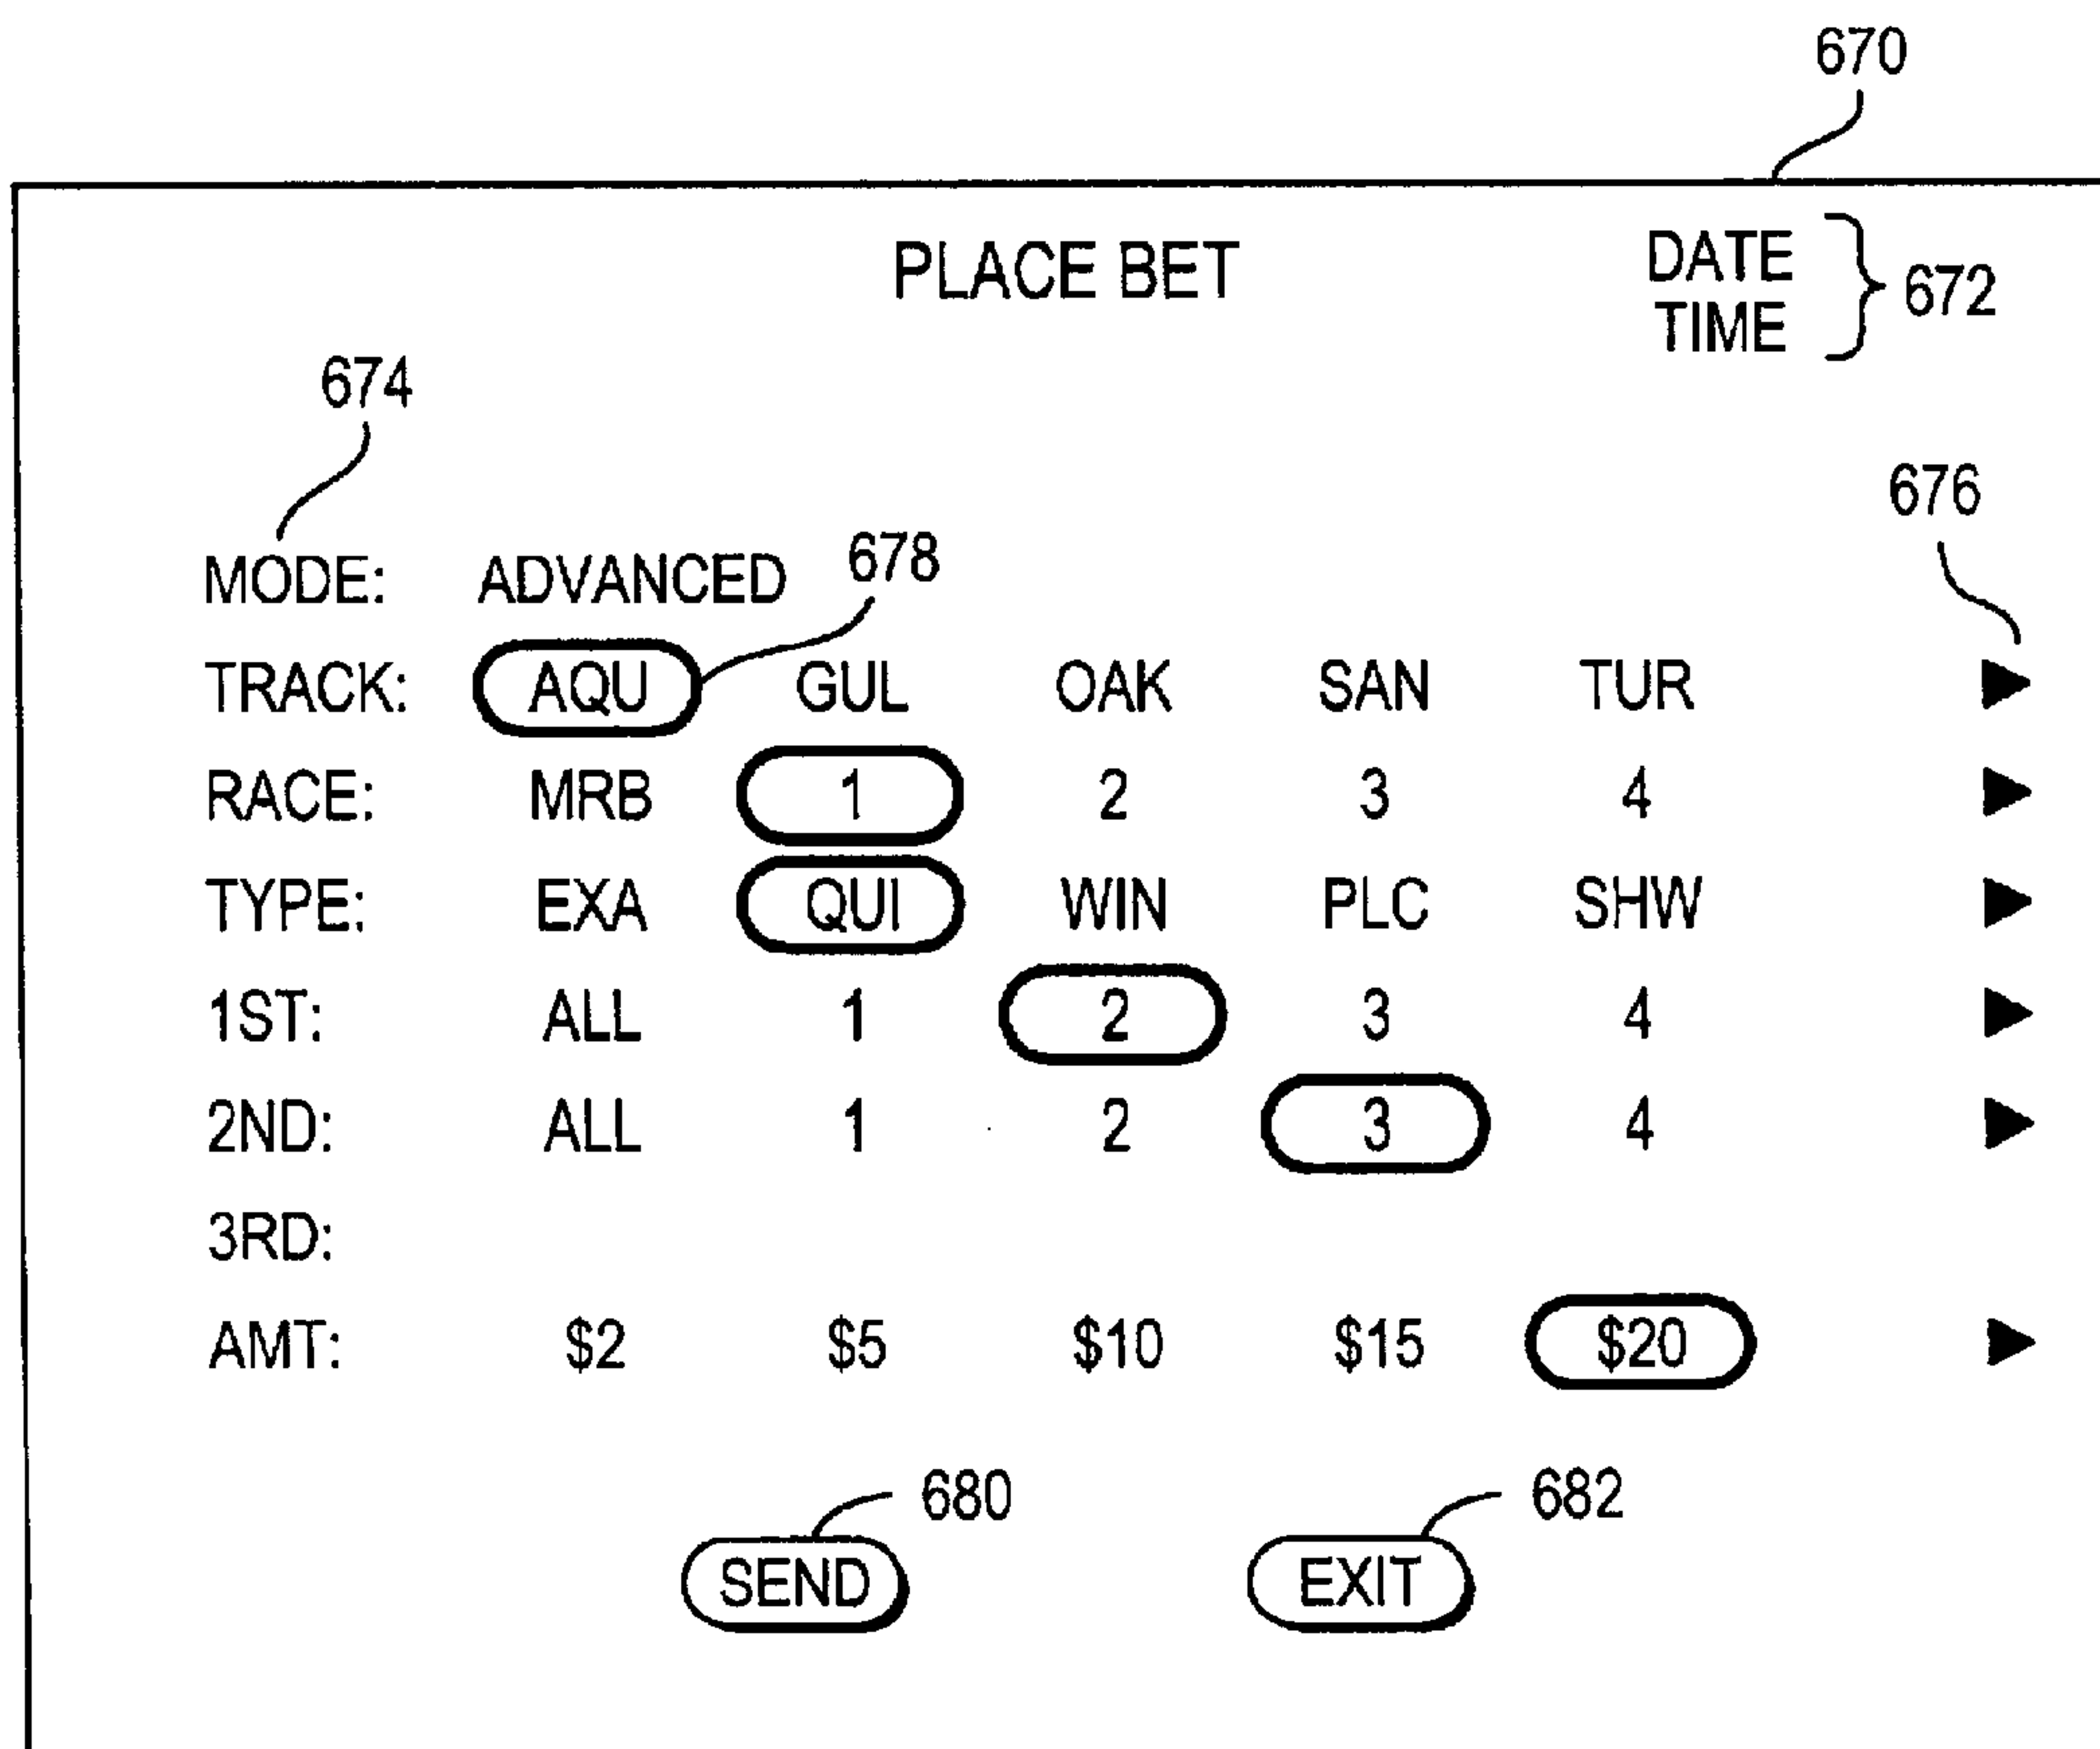 670
PLACE BET
DATE
TIME
672
674
676
MODE: ADVANCED 678
TRACK: AQU GUL OAK SAN TUR
RACE: MRB 1 2 3 4
TYPE: EXA QUI WIN PLC SHW
1ST: ALL 1 2 3 4
2ND: ALL 1 2 3 4
3RD:
AMT: $2 $5 $10 $15 $20
680 682
SEND EXIT